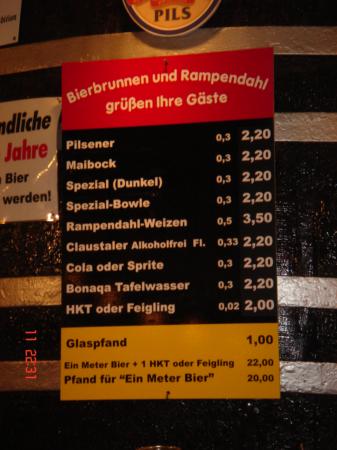 PILS
Bierbrunnen und Rampendahl
grüßen Ihre Gäste
Pilsener 0,3 2,20
Maibock 0,3 2,20
Spezial (Dunkel) 0,3 2,20
Spezial-Bowle 0,3 2,20
Rampendahl-Weizen 0,5 3,50
Claustaler Alkoholfrei Fl. 0,33 2,20
Cola oder Sprite 0,3 2,20
Bonaqa Tafelwasser 0,3 2,20
HKT oder Feigling 0,02 2,00
Glaspfand 1,00
Ein Meter Bier + 1 HKT oder Feigling 22,00
Pfand für "Ein Meter Bier" 20,00
ndliche
Jahre
Bier
werden!
11 22:31